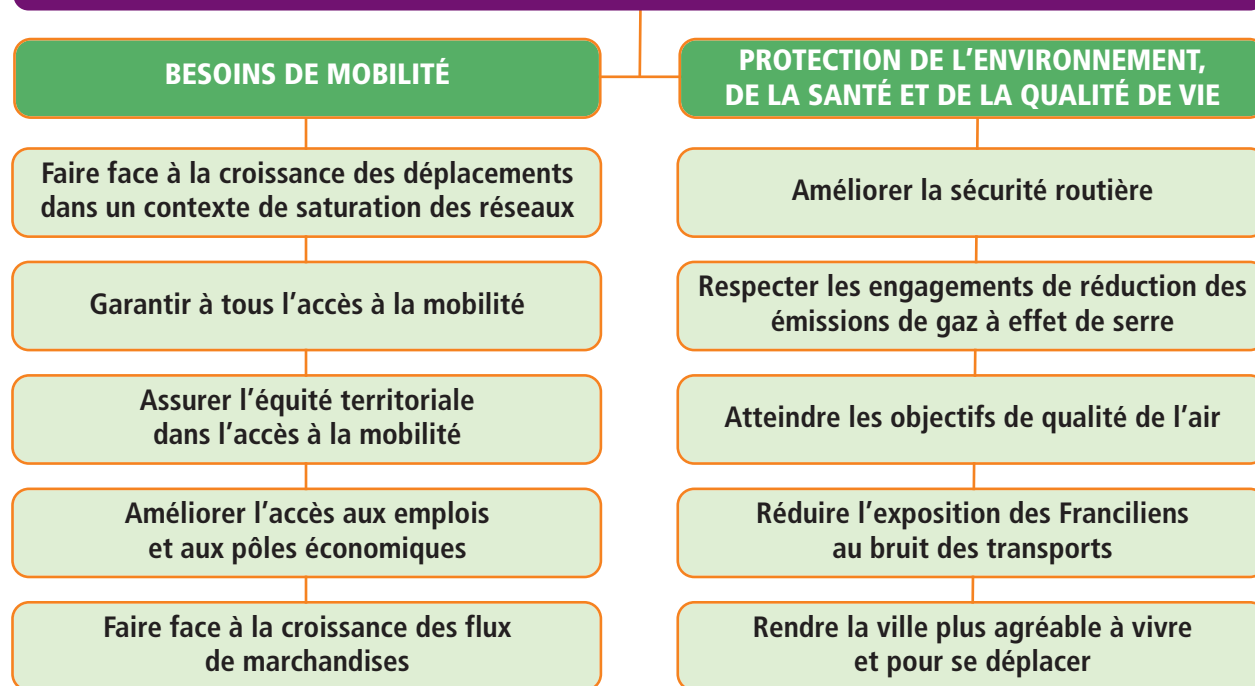 BESOINS DE MOBILITÉ
Faire face à la croissance des déplacements
dans un contexte de saturation des réseaux
Garantir à tous l’accès à la mobilité
Assurer l’équité territoriale
dans l’accès à la mobilité
Améliorer l’accès aux emplois
et aux pôles économiques
Faire face à la croissance des flux
de marchandises
PROTECTION DE L’ENVIRONNEMENT,
DE LA SANTÉ ET DE LA QUALITÉ DE VIE
Améliorer la sécurité routière
Respecter les engagements de réduction des
émissions de gaz à effet de serre
Atteindre les objectifs de qualité de l’air
Réduire l’exposition des Franciliens
au bruit des transports
Rendre la ville plus agréable à vivre
et pour se déplacer